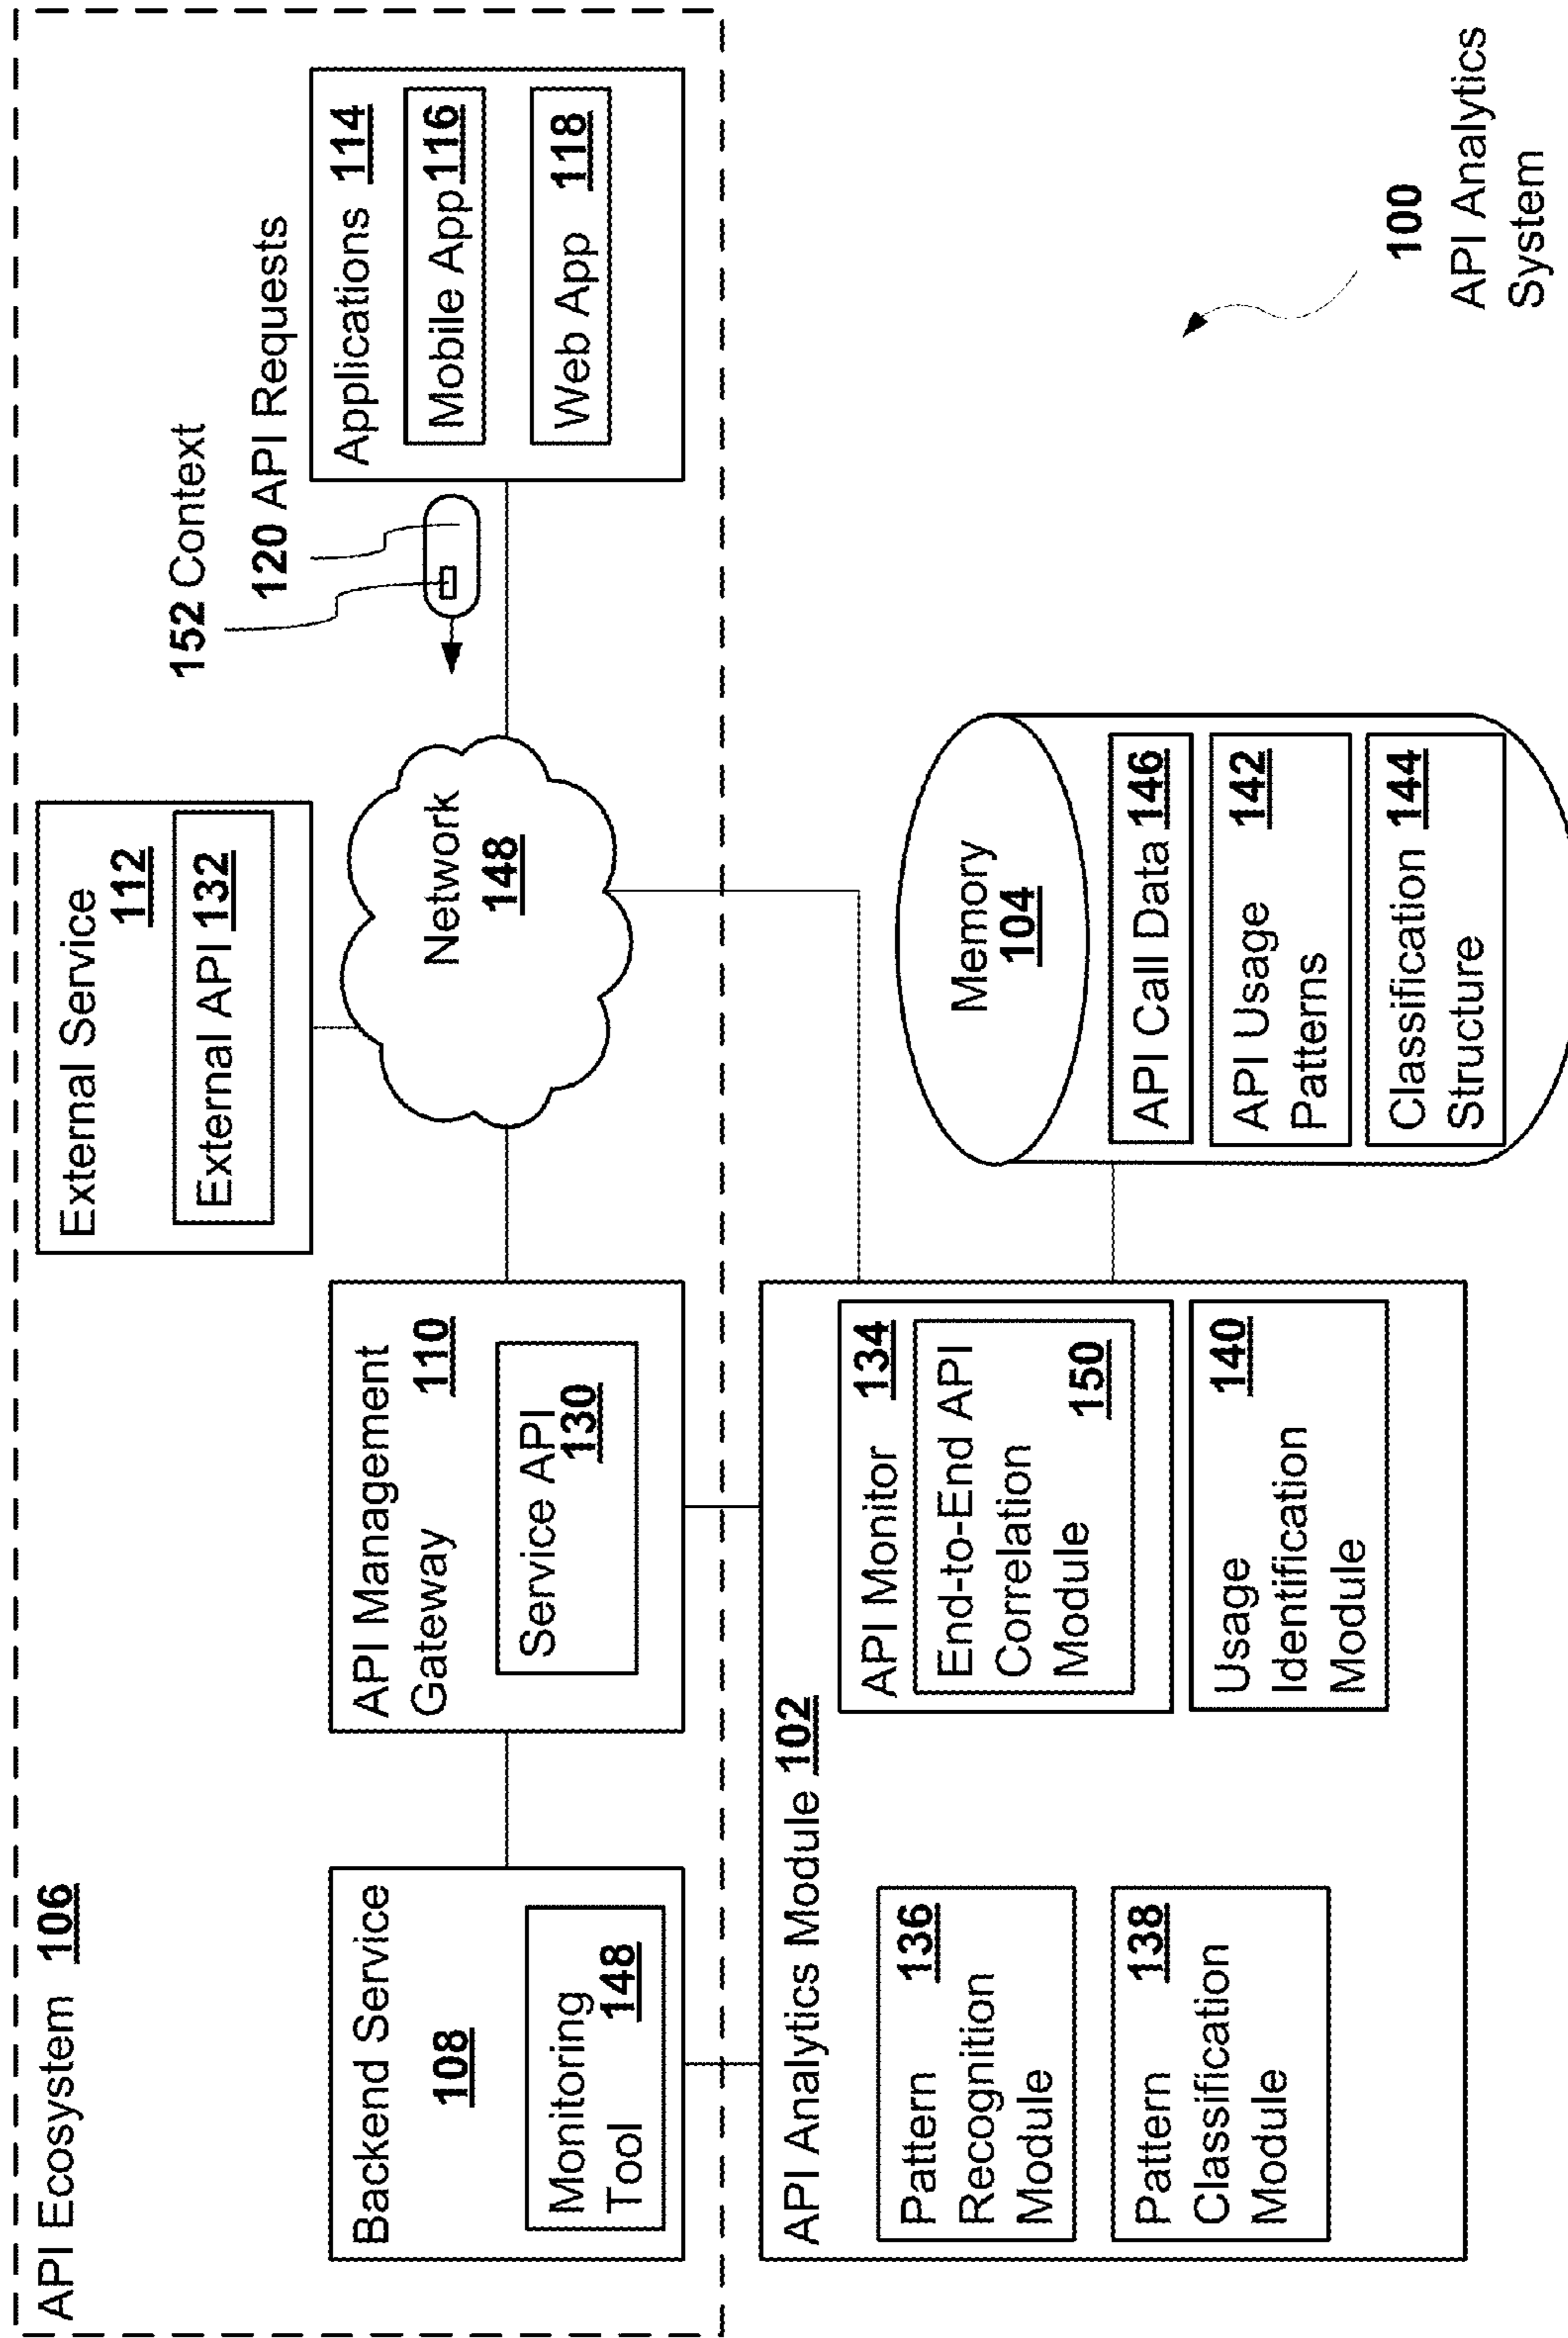 API Ecosystem 106
External Service
112
External API 132
152 Context
120 API Requests
Backend Service
108
Monitoring
Tool 148
API Management
Gateway 110
Service API
130
Network
148
Applications 114
Mobile App 116
Web App 118
API Analytics Module 102
Pattern 136
Recognition
Module
Pattern 138
Classification
Module
API Monitor 134
End-to-End API
Correlation
Module 150
Usage 140
Identification
Module
Memory
104
API Call Data 146
API Usage 142
Patterns
Classification 144
Structure
100
API Analytics
System